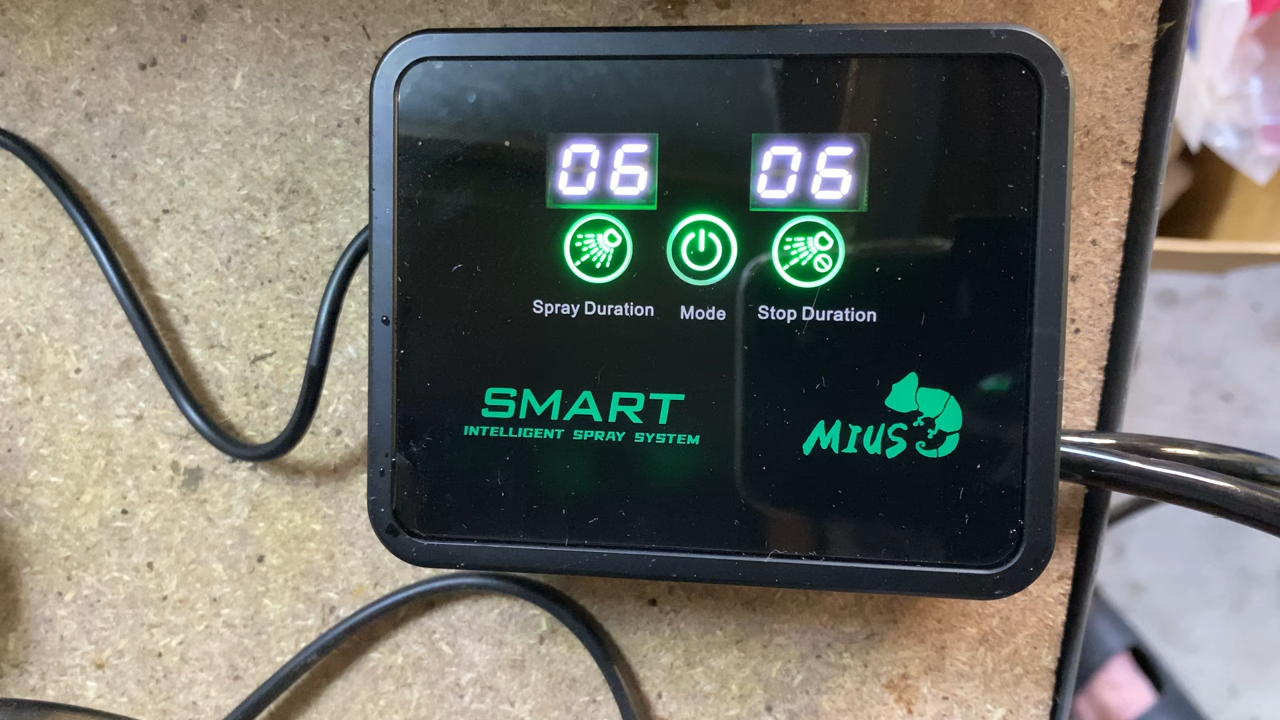 06 06
Spray Duration Mode Stop Duration
SMART
INTELLIGENT SPRAY SYSTEM
MIUS